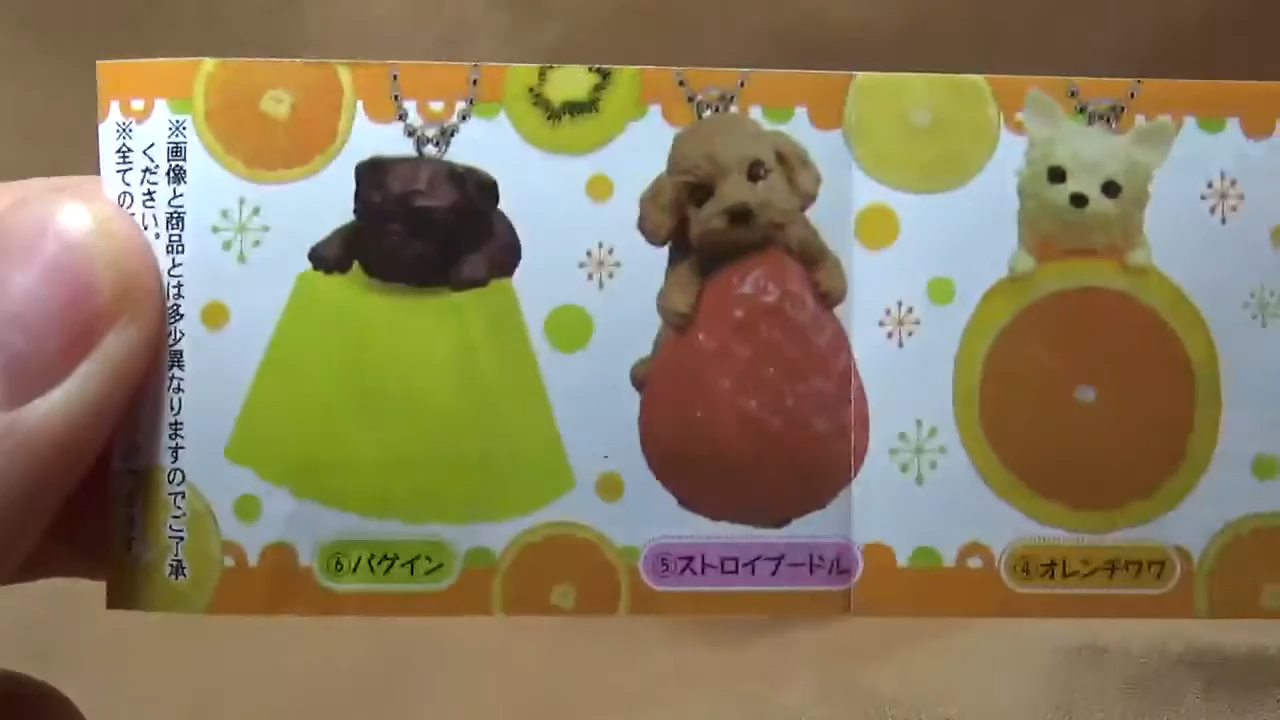 ※画像と商品とは多少異なりますのでご了承
ください。
※全ての
⑥パグイン
⑤ストロイプードル
④オレンチワワ